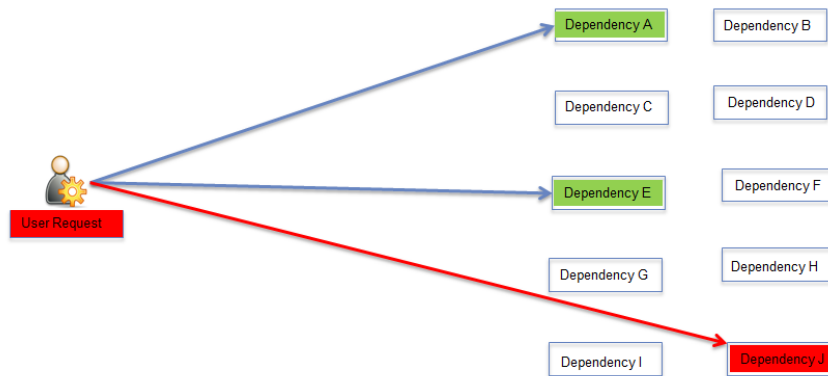 Dependency A
Dependency B
Dependency C
Dependency D
User Request
Dependency E
Dependency F
Dependency G
Dependency H
Dependency I
Dependency J